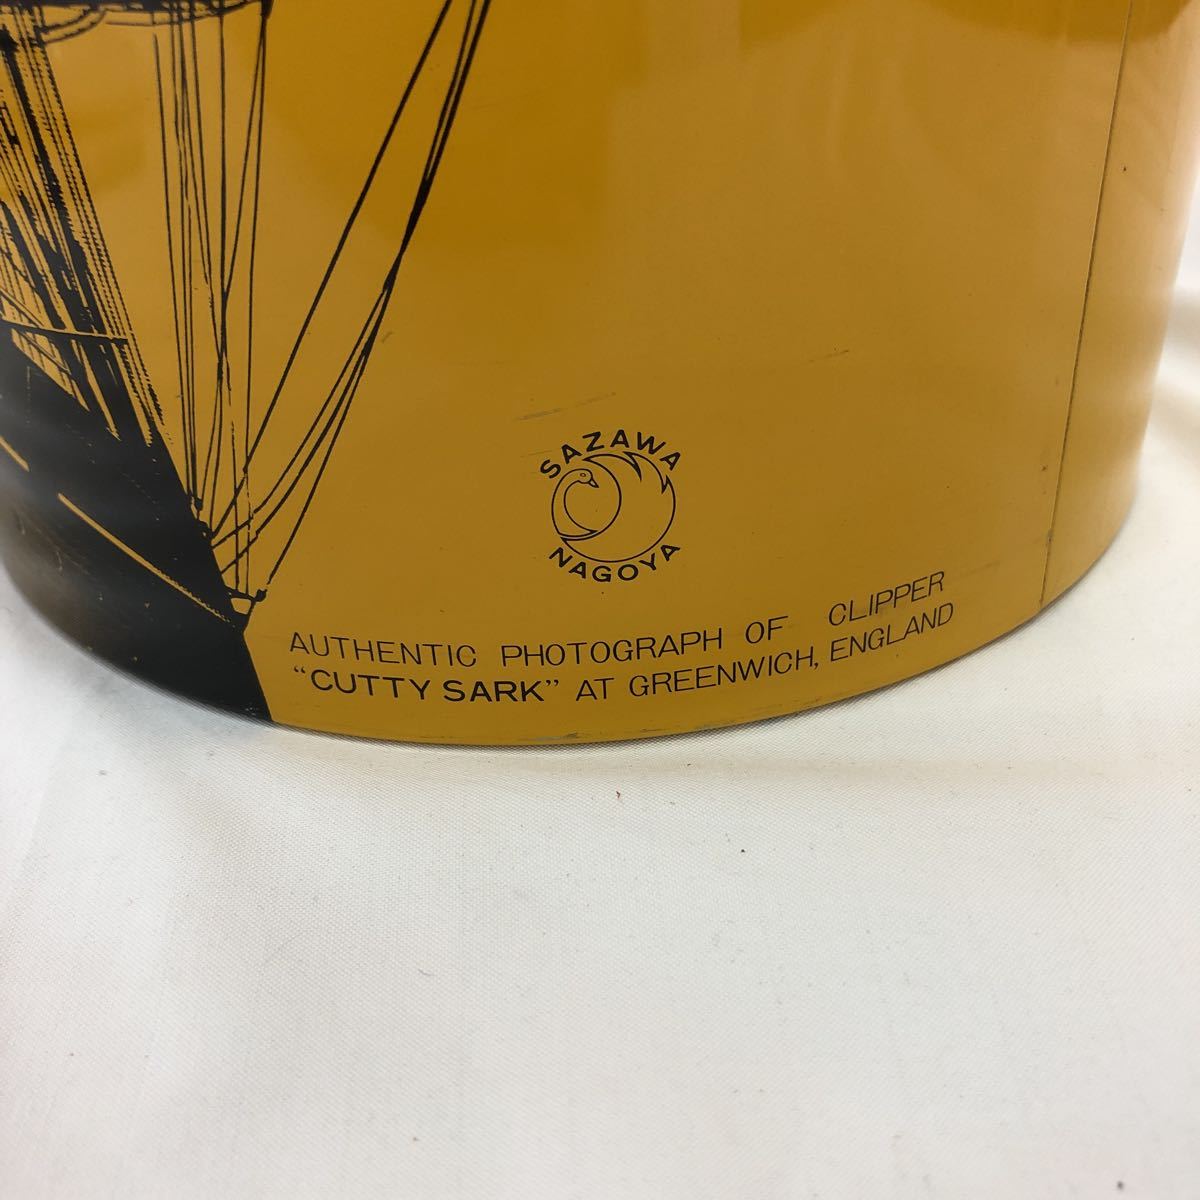 SAZAWA
NAGOYA
AUTHENTIC PHOTOGRAPH OF CLIPPER
“CUTTY SARK” AT GREENWICH, ENGLAND